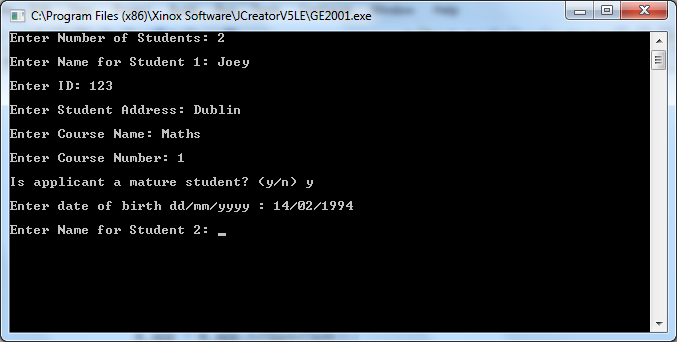 C:\Program Files (x86)\Xinox Software\JCreatorV5LE\GE2001.exe
Enter Number of Students: 2
Enter Name for Student 1: Joey
Enter ID: 123
Enter Student Address: Dublin
Enter Course Name: Maths
Enter Course Number: 1
Is applicant a mature student? (y/n) y
Enter date of birth dd/mm/yyyy : 14/02/1994
Enter Name for Student 2: _